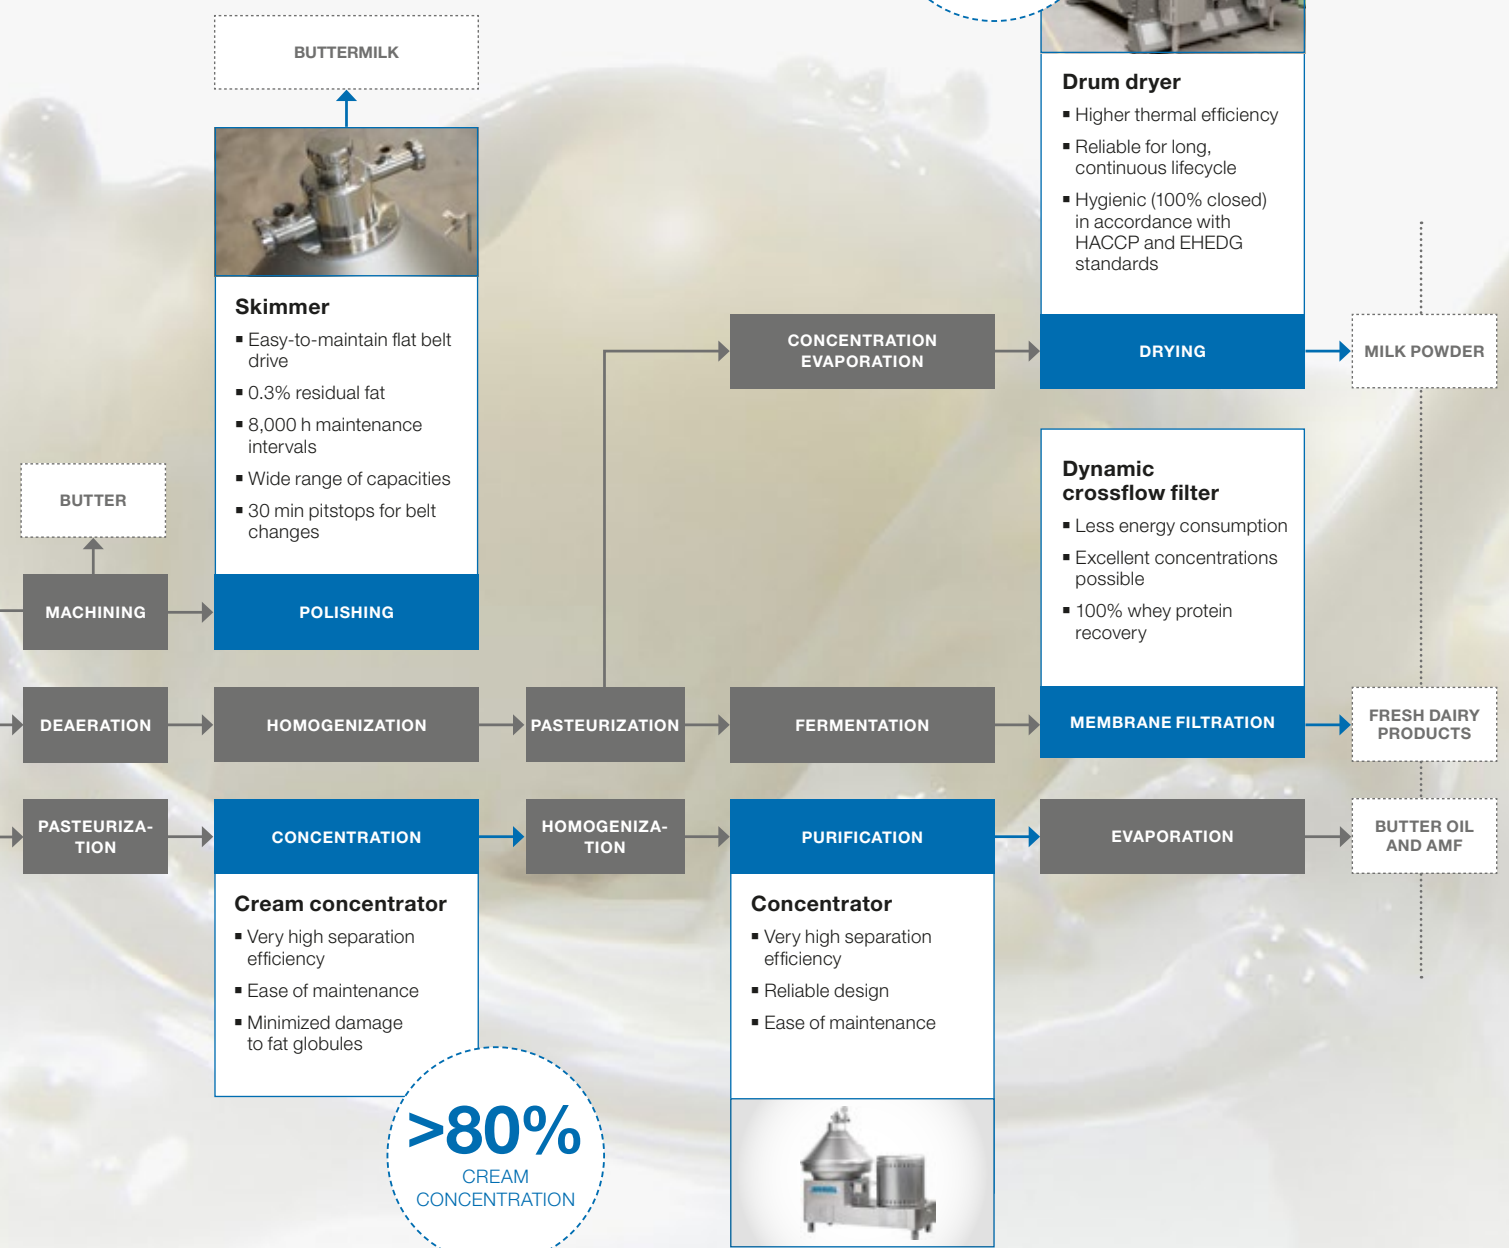 BUTTERMILK
Skimmer
▪ Easy-to-maintain flat belt
drive
▪ 0.3% residual fat
▪ 8,000 h maintenance
intervals
▪ Wide range of capacities
▪ 30 min pitstops for belt
changes
Drum dryer
▪ Higher thermal efficiency
▪ Reliable for long,
continuous lifecycle
▪ Hygienic (100% closed)
in accordance with
HACCP and EHEDG
standards
CONCENTRATION
EVAPORATION
DRYING
MILK POWDER
BUTTER
MACHINING
POLISHING
Dynamic
crossflow filter
▪ Less energy consumption
▪ Excellent concentrations
possible
▪ 100% whey protein
recovery
DEAERATION
HOMOGENIZATION
PASTEURIZATION
FERMENTATION
MEMBRANE FILTRATION
FRESH DAIRY
PRODUCTS
PASTEURIZA-
TION
CONCENTRATION
HOMOGENIZA-
TION
PURIFICATION
EVAPORATION
BUTTER OIL
AND AMF
Cream concentrator
▪ Very high separation
efficiency
▪ Ease of maintenance
▪ Minimized damage
to fat globules
>80%
CREAM
CONCENTRATION
Concentrator
▪ Very high separation
efficiency
▪ Reliable design
▪ Ease of maintenance